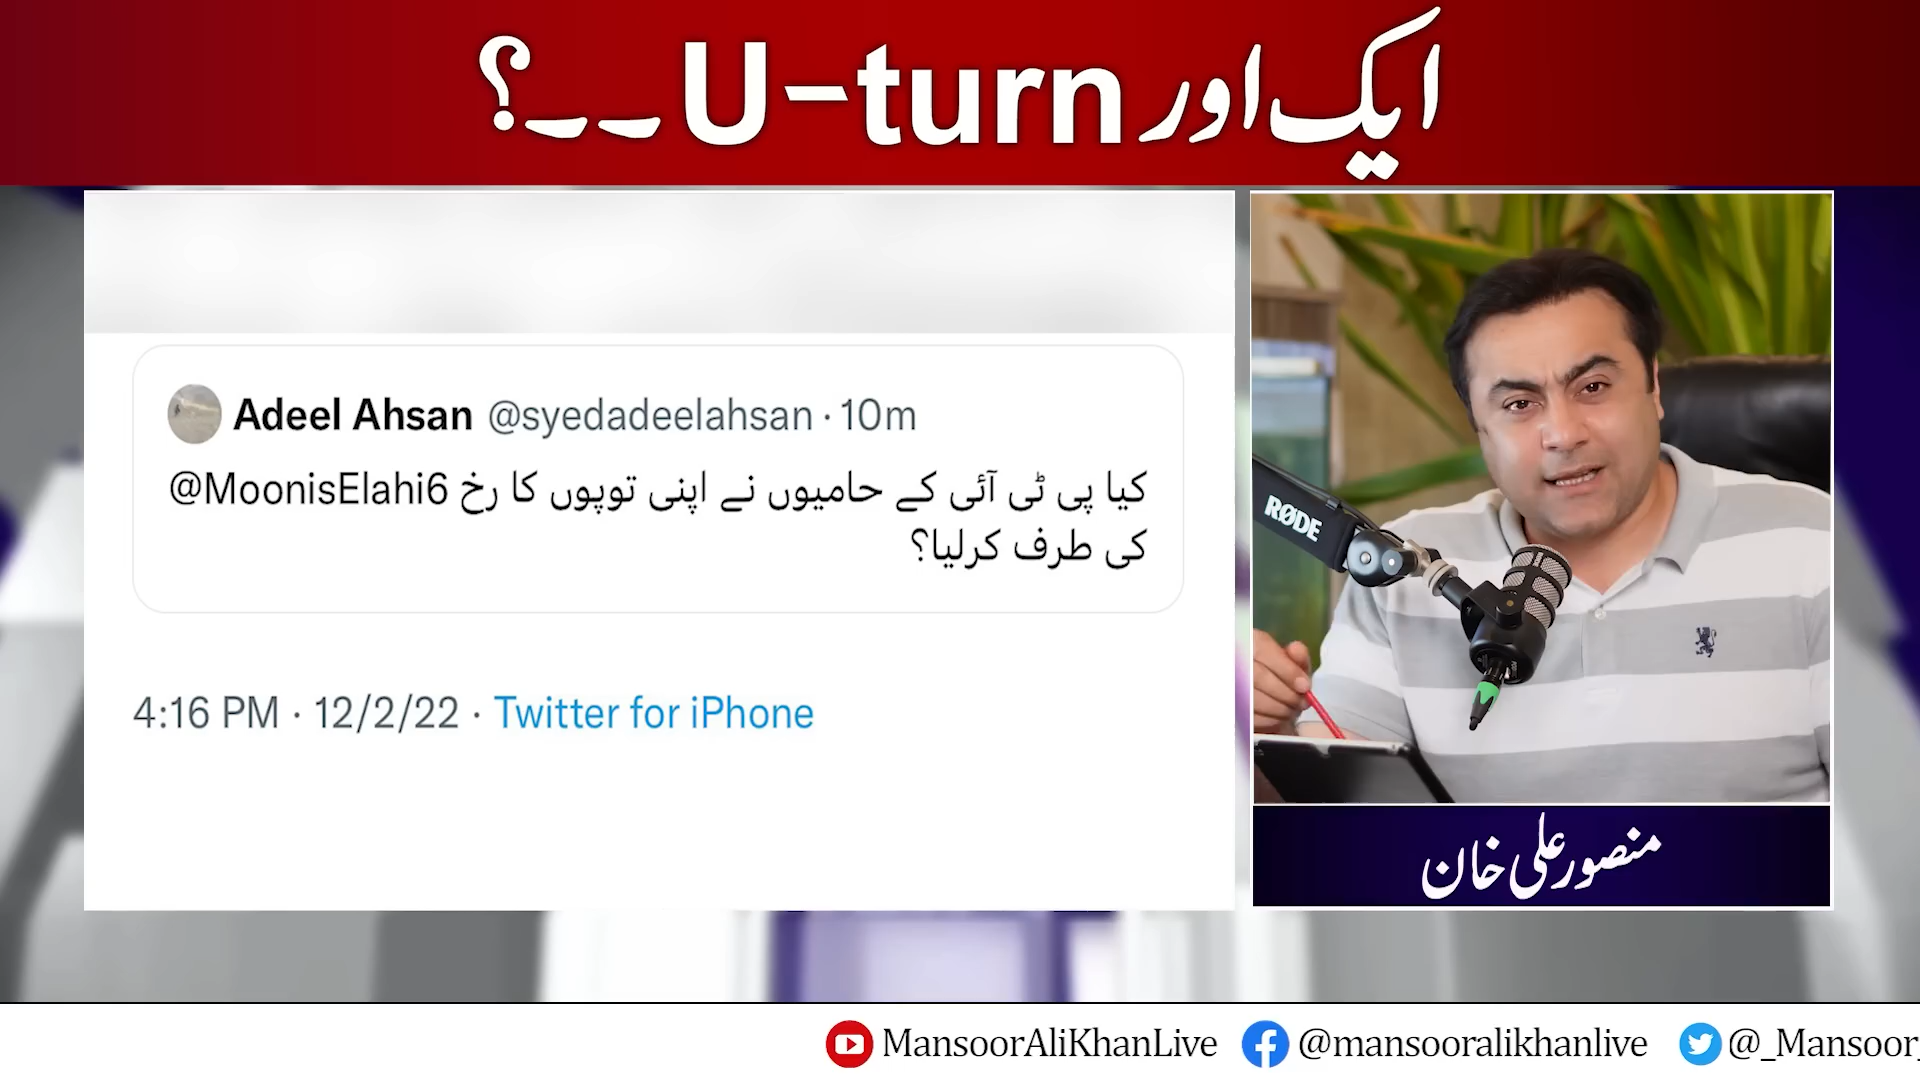 ایک اور U-turn ۔۔؟
Adeel Ahsan @syedadeelahsan · 10m
کیا پی ٹی آئی کے حامیوں نے اپنی توپوں کا رخ @MoonisElahi6
کی طرف کرلیا؟
4:16 PM · 12/2/22 · Twitter for iPhone
RØDE
منصور علی خان
MansoorAliKhanLive @mansooralikhanlive @_Mansoor_